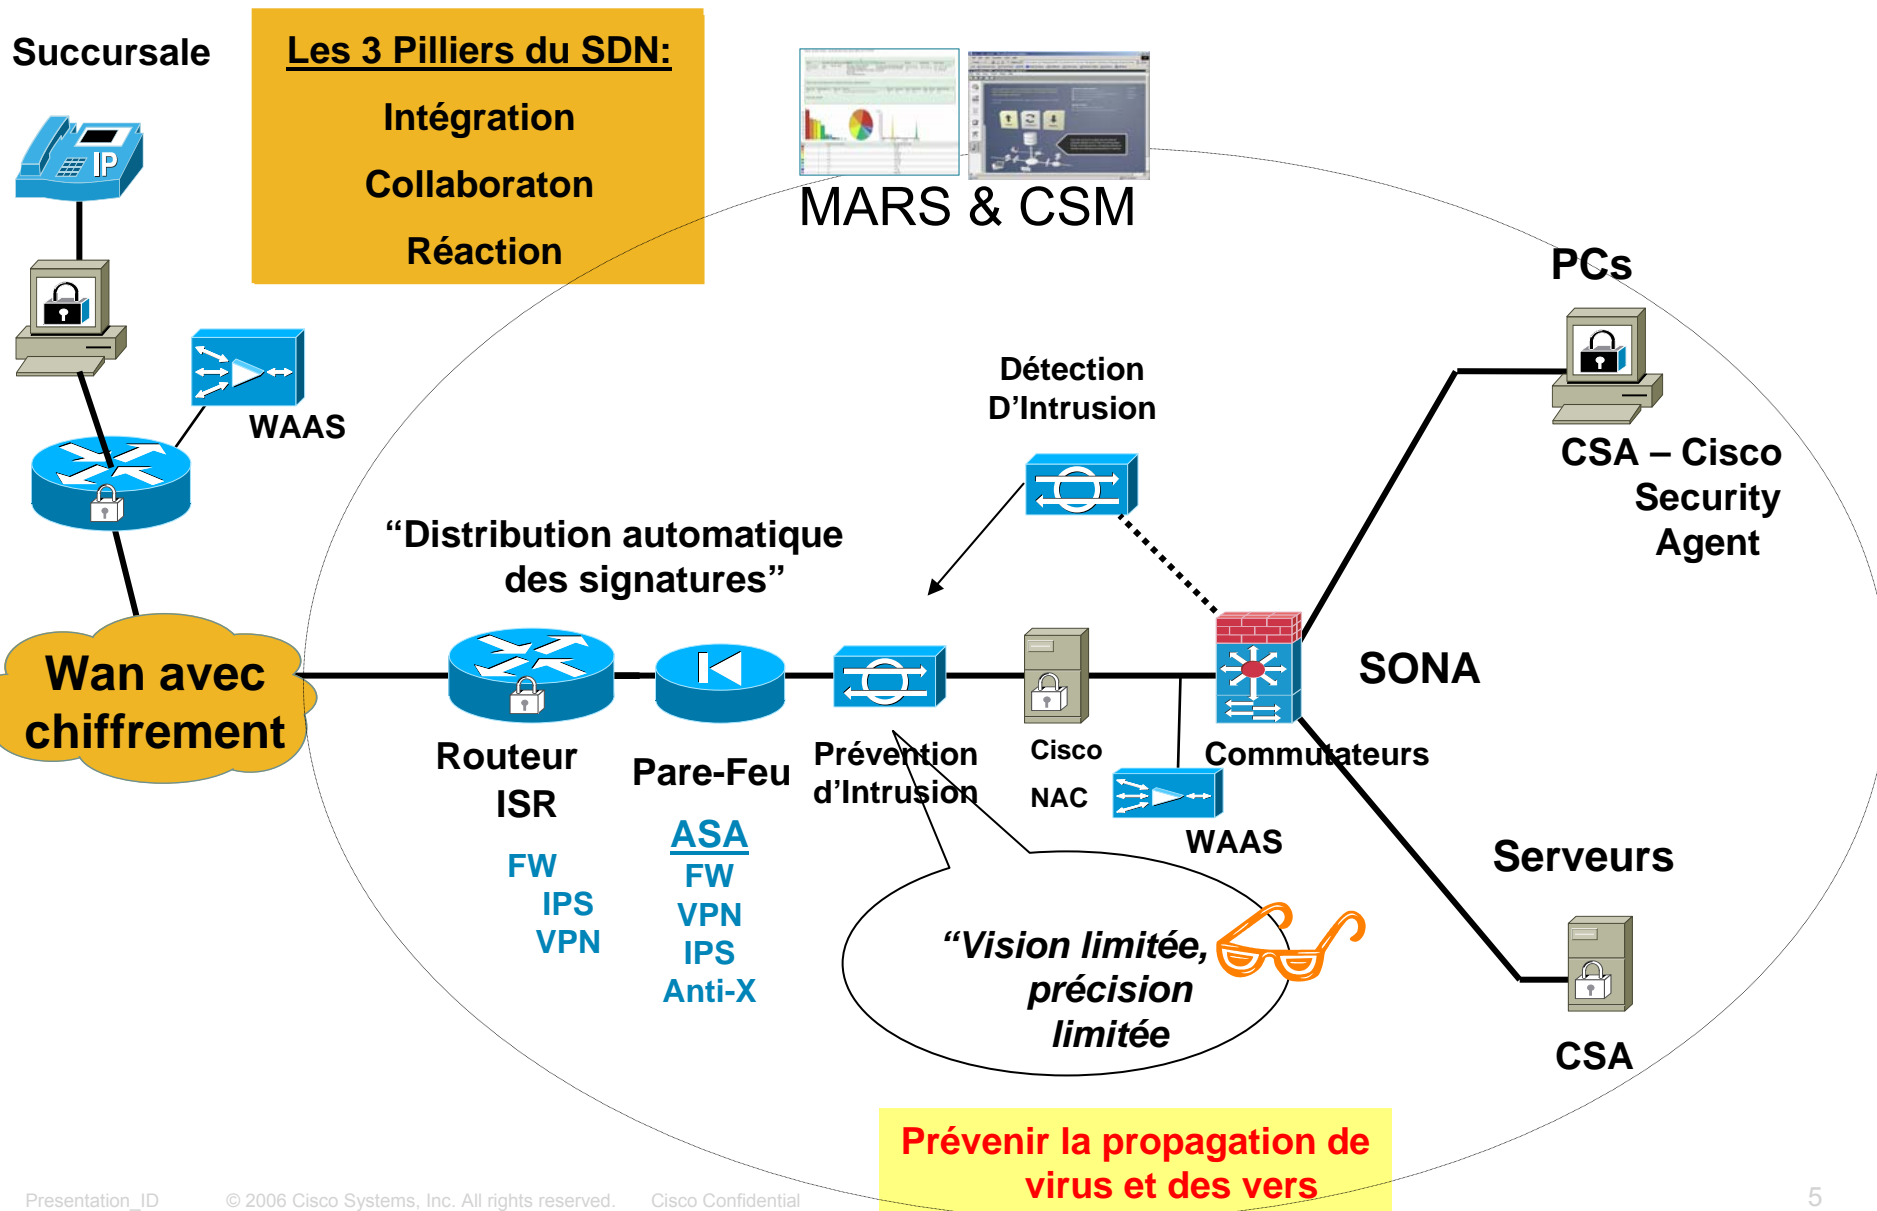 Succursale
Les 3 Pilliers du SDN:
Intégration
Collaboraton
Réaction
MARS & CSM
IP
PCs
WAAS
Détection
D’Intrusion
CSA – Cisco
Security
Agent
“Distribution automatique
des signatures”
Wan avec
chiffrement
SONA
Routeur
ISR
Pare-Feu
Prévention
d’Intrusion
Cisco
NAC
Commutateurs
WAAS
FW
IPS
VPN
ASA
FW
VPN
IPS
Anti-X
Serveurs
“Vision limitée,
précision
limitée
CSA
Prévenir la propagation de
virus et des vers
Presentation_ID
© 2006 Cisco Systems, Inc. All rights reserved.
Cisco Confidential
5